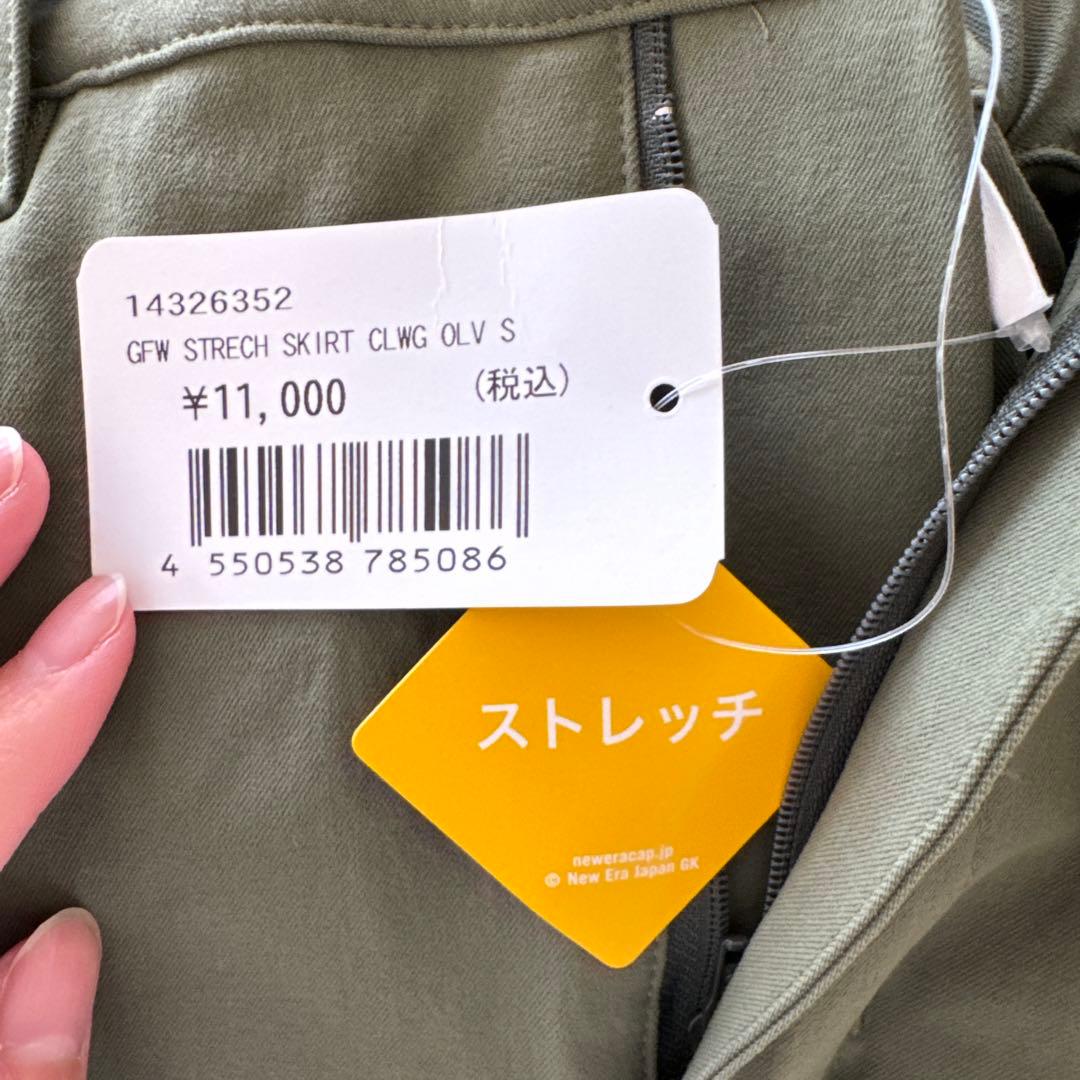 14326352
GFW STRECH SKIRT CLWG OLV S
¥11,000 (税込)
4 550538 785086
ストレッチ
neweracap.jp
© New Era Japan GK